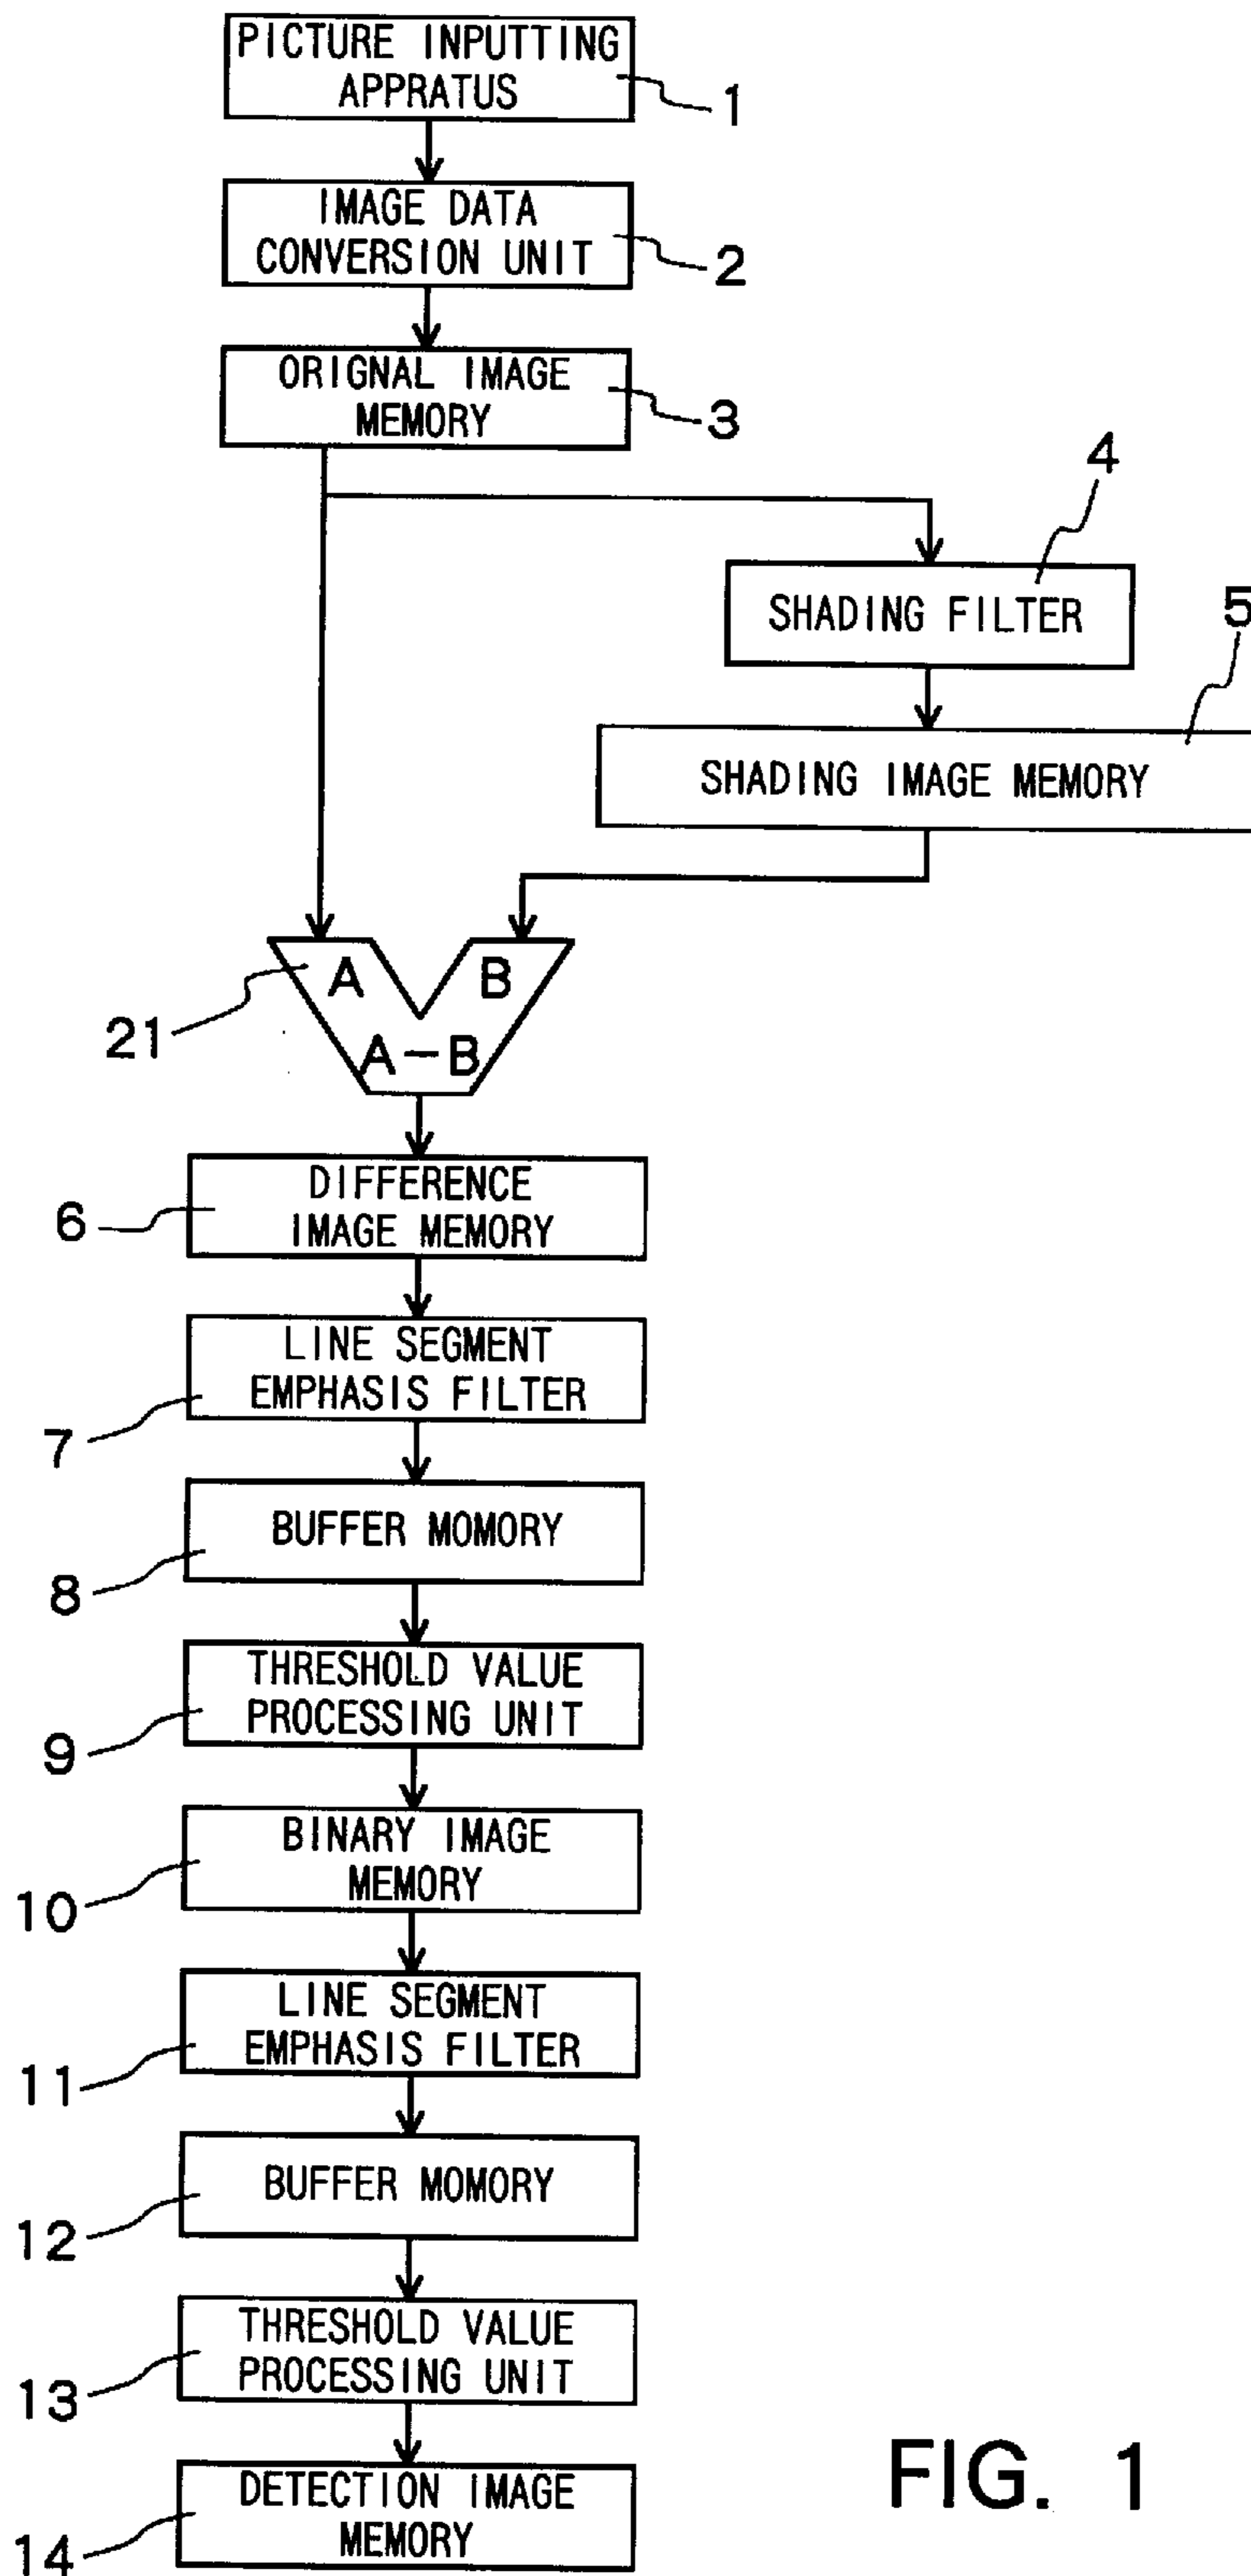 PICTURE INPUTTING
APPRATUS
1
IMAGE DATA
CONVERSION UNIT
2
ORIGNAL IMAGE
MEMORY
3
4
SHADING FILTER
5
SHADING IMAGE MEMORY
A
B
A-B
21
DIFFERENCE
IMAGE MEMORY
6
LINE SEGMENT
EMPHASIS FILTER
7
BUFFER MOMORY
8
THRESHOLD VALUE
PROCESSING UNIT
9
BINARY IMAGE
MEMORY
10
LINE SEGMENT
EMPHASIS FILTER
11
BUFFER MOMORY
12
THRESHOLD VALUE
PROCESSING UNIT
13
DETECTION IMAGE
MEMORY
14
FIG. 1